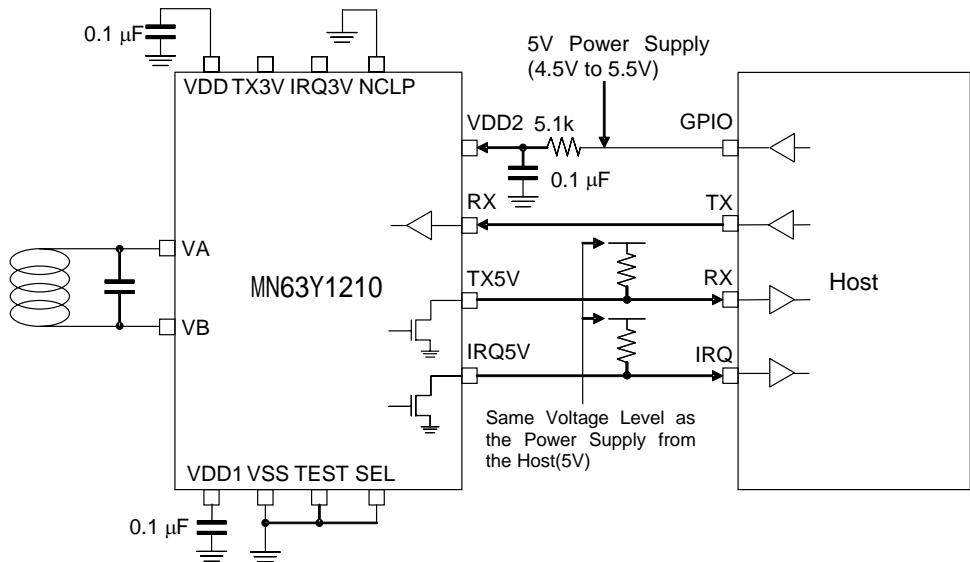 0.1 μF
5V Power Supply
(4.5V to 5.5V)
VDD TX3V IRQ3V NCLP
VDD2
5.1k
GPIO
0.1 μF
RX
TX
VA
MN63Y1210
TX5V
RX
Host
VB
IRQ5V
IRQ
Same Voltage Level as
the Power Supply from
the Host(5V)
VDD1 VSS TEST SEL
0.1 μF